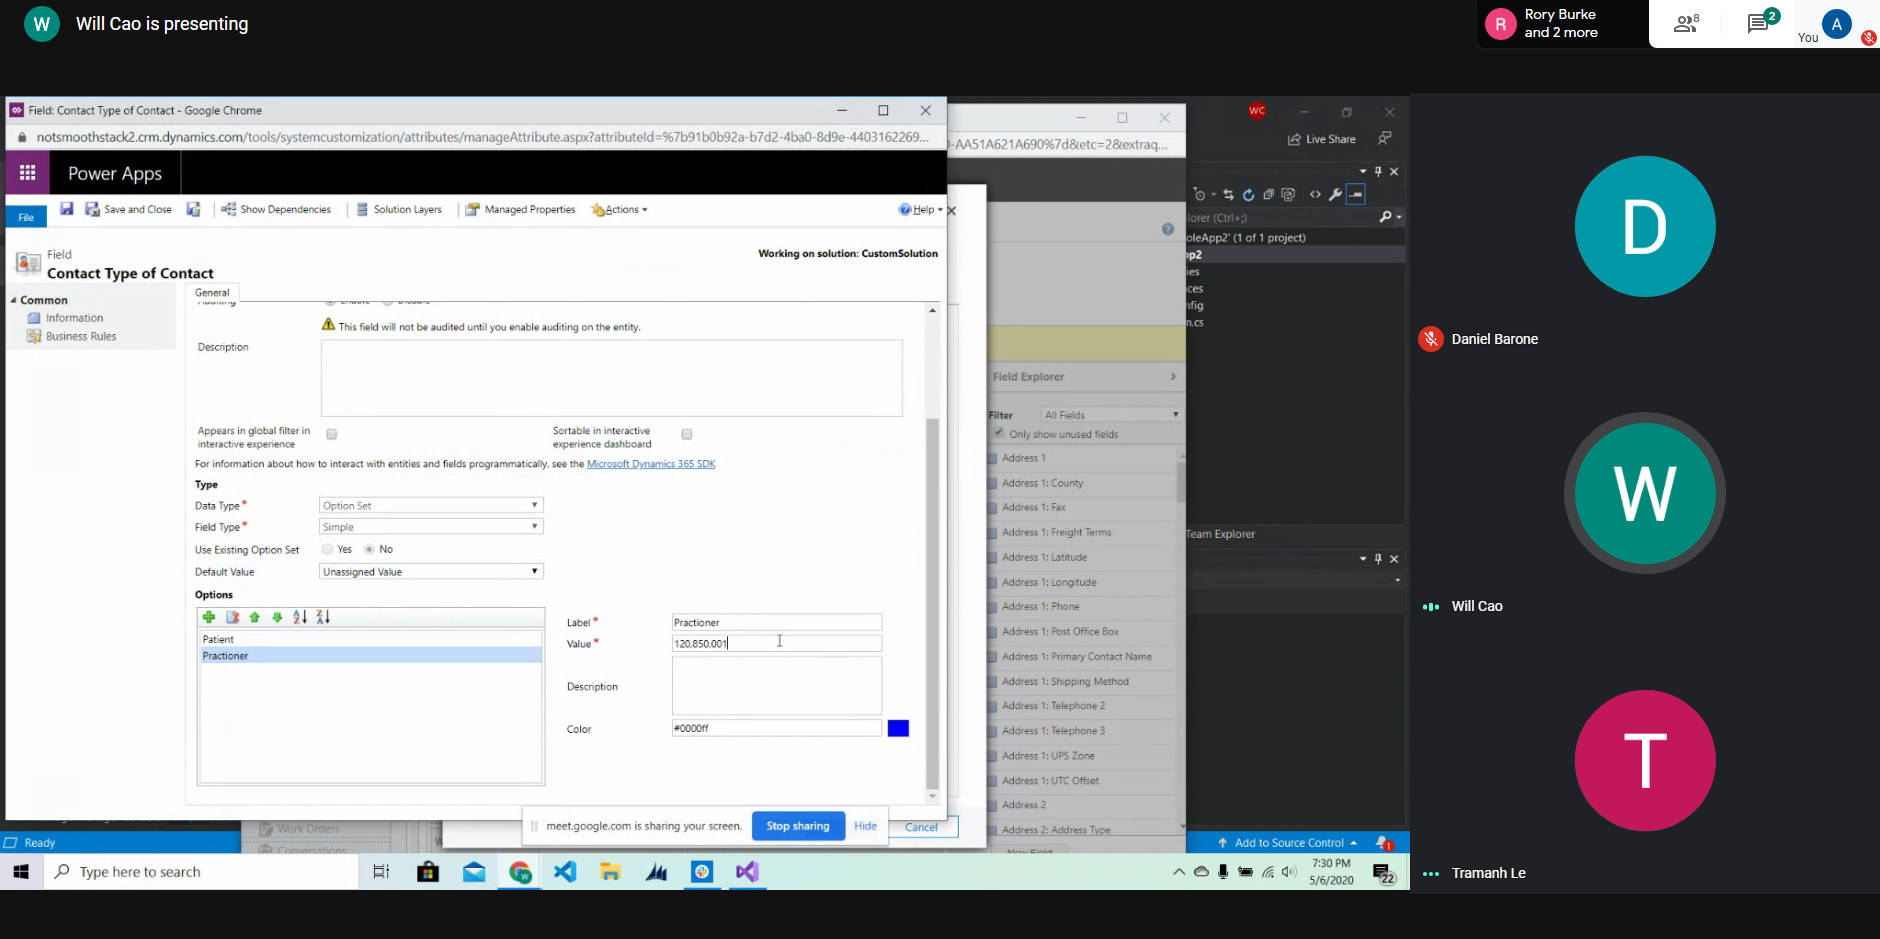 W Will Cao is presenting
R Rory Burke
and 2 more
8
2
You A
Field: Contact Type of Contact - Google Chrome
notsmoothstack2.crm.dynamics.com/tools/systemcustomization/attributes/manageAttribute.aspx?attributeId=%7b91b0b92a-b7d2-4ba0-8d9e-4403162269...
Power Apps
File Save and Close Show Dependencies Solution Layers Managed Properties Actions Help
Field
Contact Type of Contact
Working on solution: CustomSolution
Common
Information
Business Rules
General
Auditing Enable Disable
This field will not be audited until you enable auditing on the entity.
Description
Appears in global filter in
interactive experience
Sortable in interactive
experience dashboard
For information about how to interact with entities and fields programmatically, see the Microsoft Dynamics 365 SDK
Type
Data Type* Option Set
Field Type* Simple
Use Existing Option Set Yes No
Default Value Unassigned Value
Options
Patient
Practioner
Label* Practioner
Value* 120,850,001
Description
Color #0000ff
meet.google.com is sharing your screen. Stop sharing Hide
Cancel
Work Orders
Conversations
-AA51A621A690%7d&etc=2&extraq...
Field Explorer
Filter All Fields
Only show unused fields
Address 1
Address 1: County
Address 1: Fax
Address 1: Freight Terms
Address 1: Latitude
Address 1: Longitude
Address 1: Phone
Address 1: Post Office Box
Address 1: Primary Contact Name
Address 1: Shipping Method
Address 1: Telephone 2
Address 1: Telephone 3
Address 1: UPS Zone
Address 1: UTC Offset
Address 2
Address 2: Address Type
New Field
WC
Live Share
lorer (Ctrl+;)
oleApp2' (1 of 1 project)
pp2
ies
ces
nfig
n.cs
Team Explorer
Ready
Add to Source Control 1
Type here to search
7:30 PM
5/6/2020
22
D
Daniel Barone
W
Will Cao
T
Tramanh Le